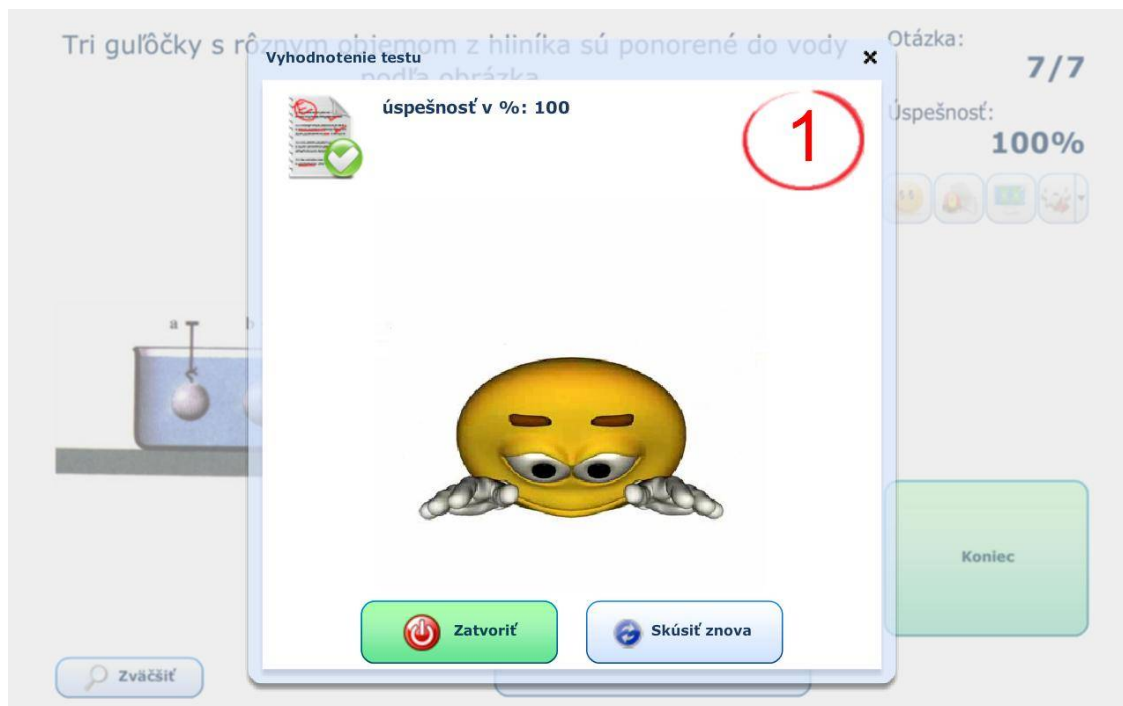 Tri guľôčky s rôznym objemom z hliníka sú ponorené do vody
podľa obrázka
Otázka:
7/7
Úspešnosť:
100%
Vyhodnotenie testu
úspešnosť v %: 100
1
a
b
Koniec
Zatvoriť
Skúsiť znova
Zväčšiť